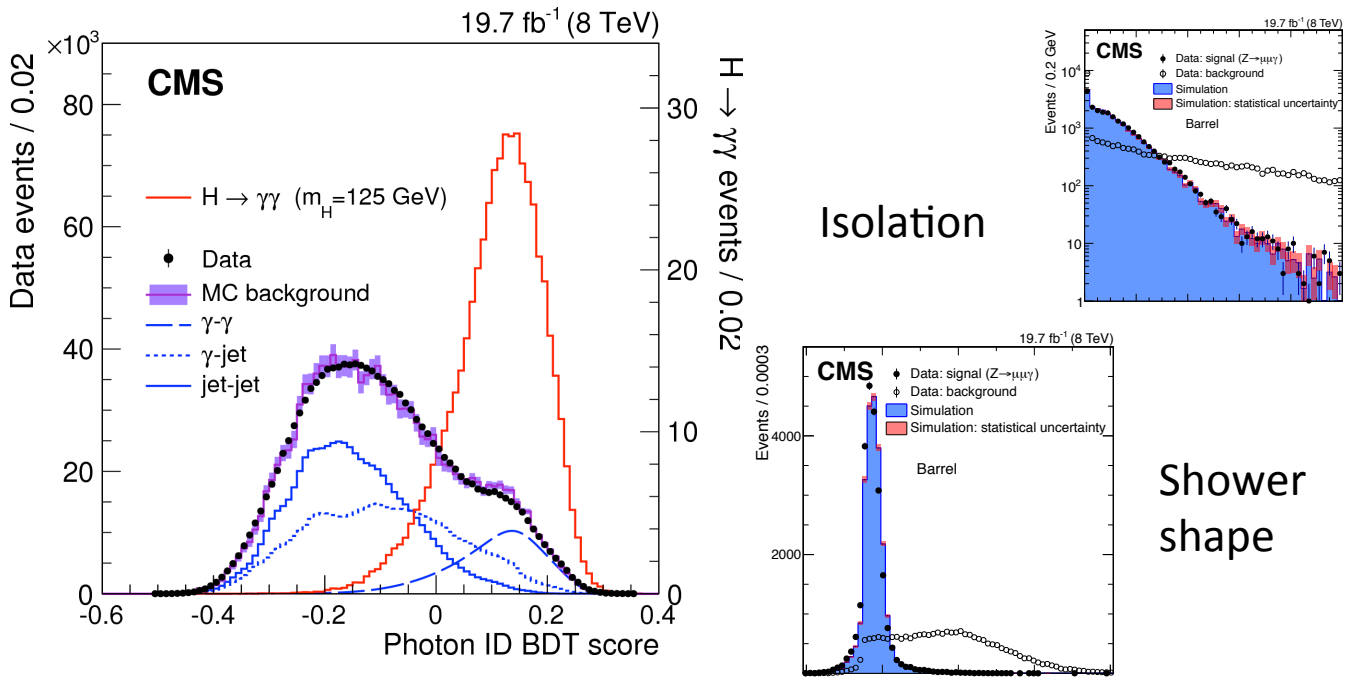 19.7 fb⁻¹ (8 TeV)
×10³
CMS
Data events / 0.02
H → γγ events / 0.02
H → γγ (m_H=125 GeV)
Data
MC background
γ-γ
γ-jet
jet-jet
80
60
40
20
0
30
20
10
0
-0.6 -0.4 -0.2 0 0.2 0.4
Photon ID BDT score
Isolation
19.7 fb⁻¹ (8 TeV)
CMS
Events / 0.2 GeV
Data: signal (Z→μμγ)
Data: background
Simulation
Simulation: statistical uncertainty
Barrel
10⁴
10³
10²
10
1
19.7 fb⁻¹ (8 TeV)
CMS
Events / 0.0003
Data: signal (Z→μμγ)
Data: background
Simulation
Simulation: statistical uncertainty
Barrel
4000
2000
Shower
shape